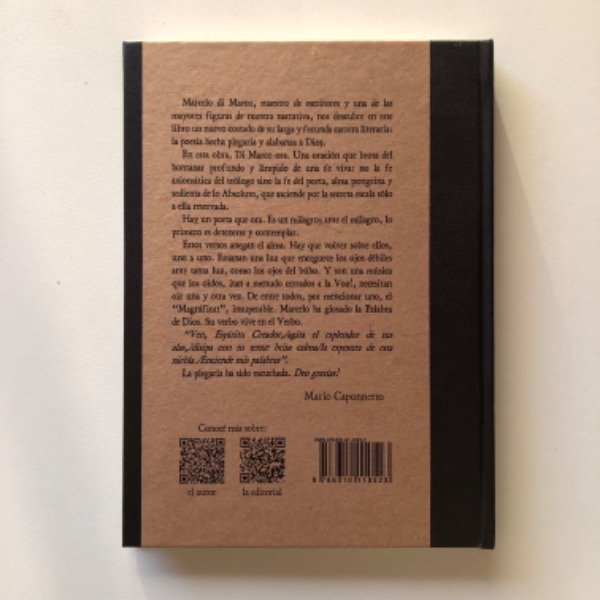 Marcelo di Marco, maestro de escritores y una de las
mayores figuras de nuestra narrativa, nos descubre en este
libro un nuevo costado de su larga y fecunda carrera literaria:
la poesía hecha plegaria y alabanza a Dios.
En esta obra, Di Marco ora. Una oración que brota del
hontanar profundo y límpido de una fe viva: no la fe
axiomática del teólogo sino la fe del poeta, alma peregrina y
sedienta de lo Absoluto, que asciende por la secreta escala sólo
a ella reservada.
Hay un poeta que ora. Es un milagro; ante el milagro, lo
primero es detenerse y contemplar.
Estos versos anegan el alma. Hay que volver sobre ellos,
uno a uno. Emanan una luz que enceguece los ojos débiles
ante tanta luz, como los ojos del búho. Y son una música
que los oídos, tan a menudo cerrados a la Voz, necesitan
oír una y otra vez. De entre todos, por mencionar uno, el
“Magníficat”, insuperable. Marcelo ha glosado la Palabra
de Dios. Su verbo vive en el Verbo.
“Ven, Espíritu Creador,/agita el esplendor de tus
alas,/disipa con tu tenue brisa calma/la espesura de esta
niebla./Enciende mis palabras”.
La plegaria ha sido escuchada. Deo gracias!
Mario Caponnetto
Conocé más sobre:
el autor
la editorial